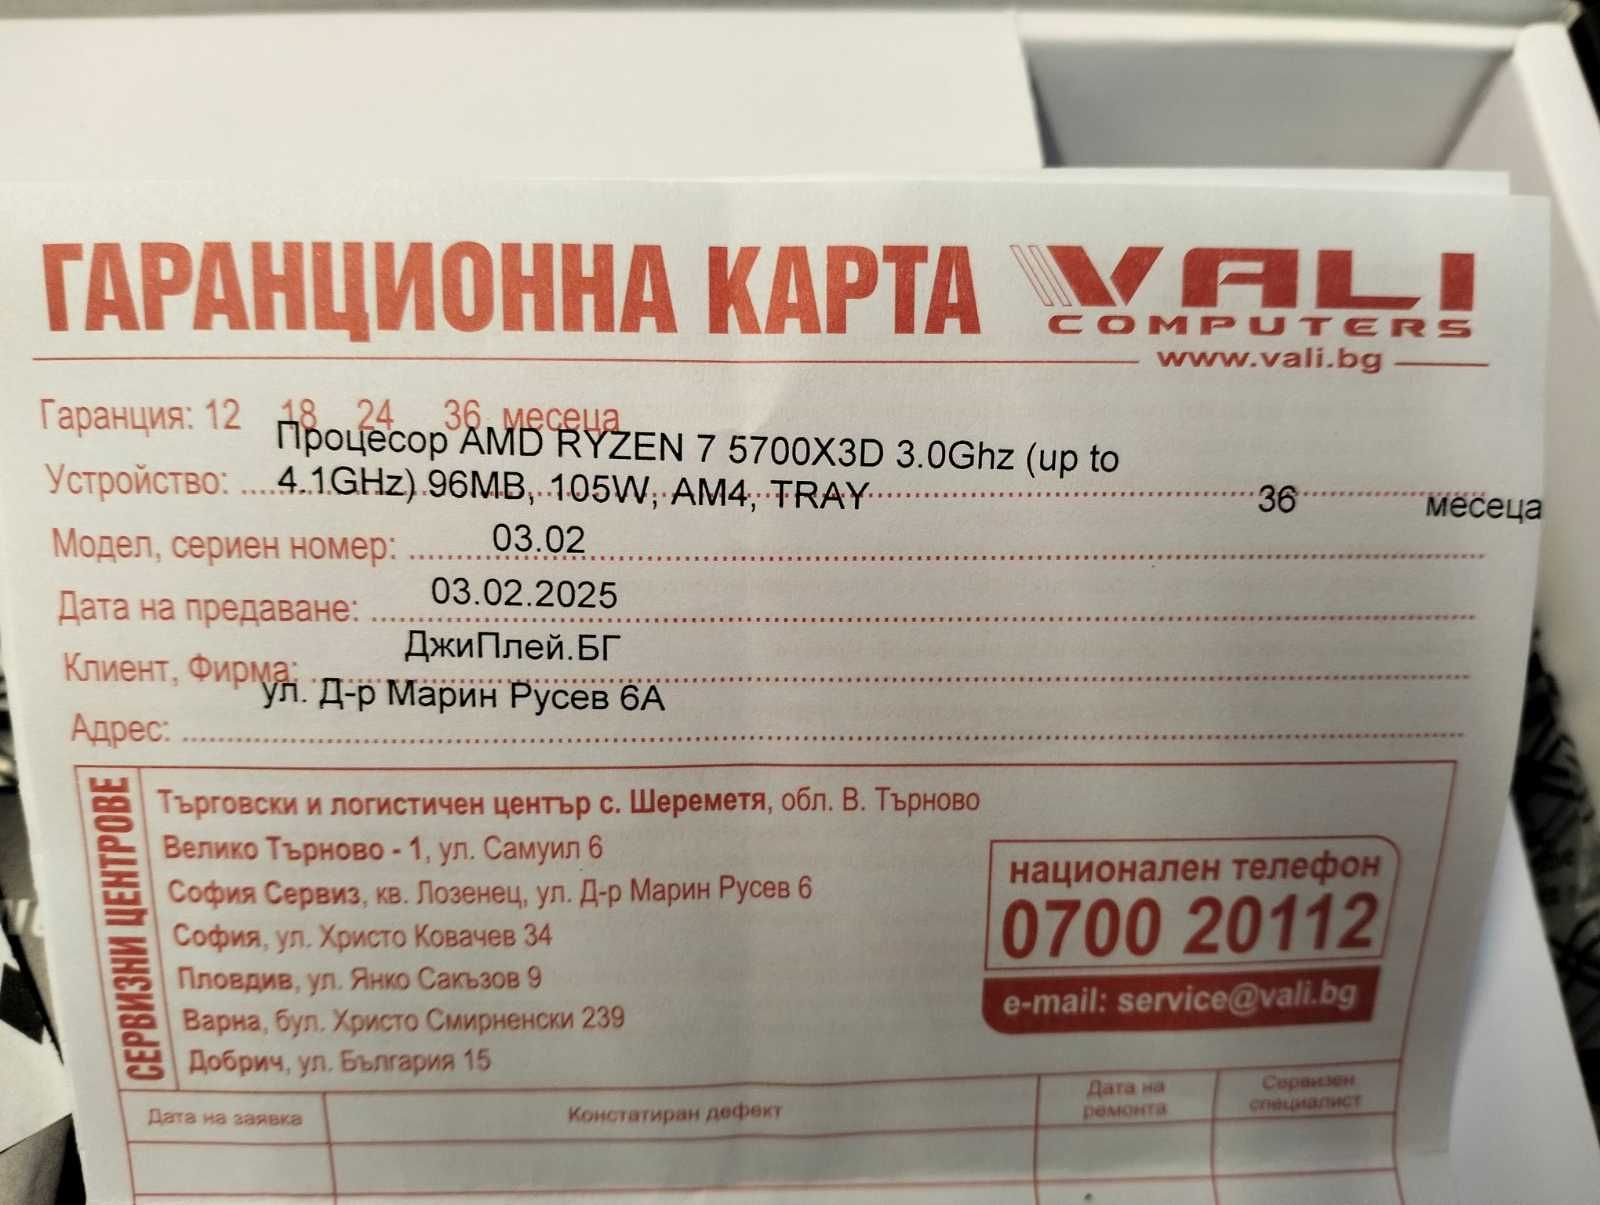 ГАРАНЦИОННА КАРТА
VALI
COMPUTERS
www.vali.bg
Гаранция: 12 18 24 36 месеца
Процесор AMD RYZEN 7 5700X3D 3.0Ghz (up to
Устройство: 4.1GHz) 96MB, 105W, AM4, TRAY 36 месеца
Модел, сериен номер: 03.02
Дата на предаване: 03.02.2025
Клиент, Фирма: ДжиПлей.БГ
ул. Д-р Марин Русев 6А
Адрес:
СЕРВИЗНИ ЦЕНТРОВЕ
Търговски и логистичен център с. Шереметя, обл. В. Търново
Велико Търново - 1, ул. Самуил 6
София Сервиз, кв. Лозенец, ул. Д-р Марин Русев 6
София, ул. Христо Ковачев 34
Пловдив, ул. Янко Сакъзов 9
Варна, бул. Христо Смирненски 239
Добрич, ул. България 15
национален телефон
0700 20112
e-mail: service@vali.bg
Дата на заявка
Констатиран дефект
Дата на
ремонта
Сервизен
специалист